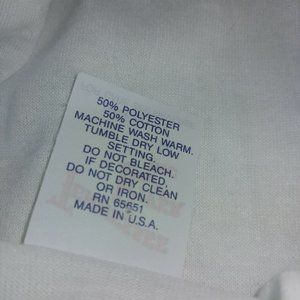 50% POLYESTER
50% COTTON
MACHINE WASH WARM.
TUMBLE DRY LOW
SETTING.
DO NOT BLEACH.
IF DECORATED,
DO NOT DRY CLEAN
OR IRON.
RN 65651
MADE IN U.S.A.